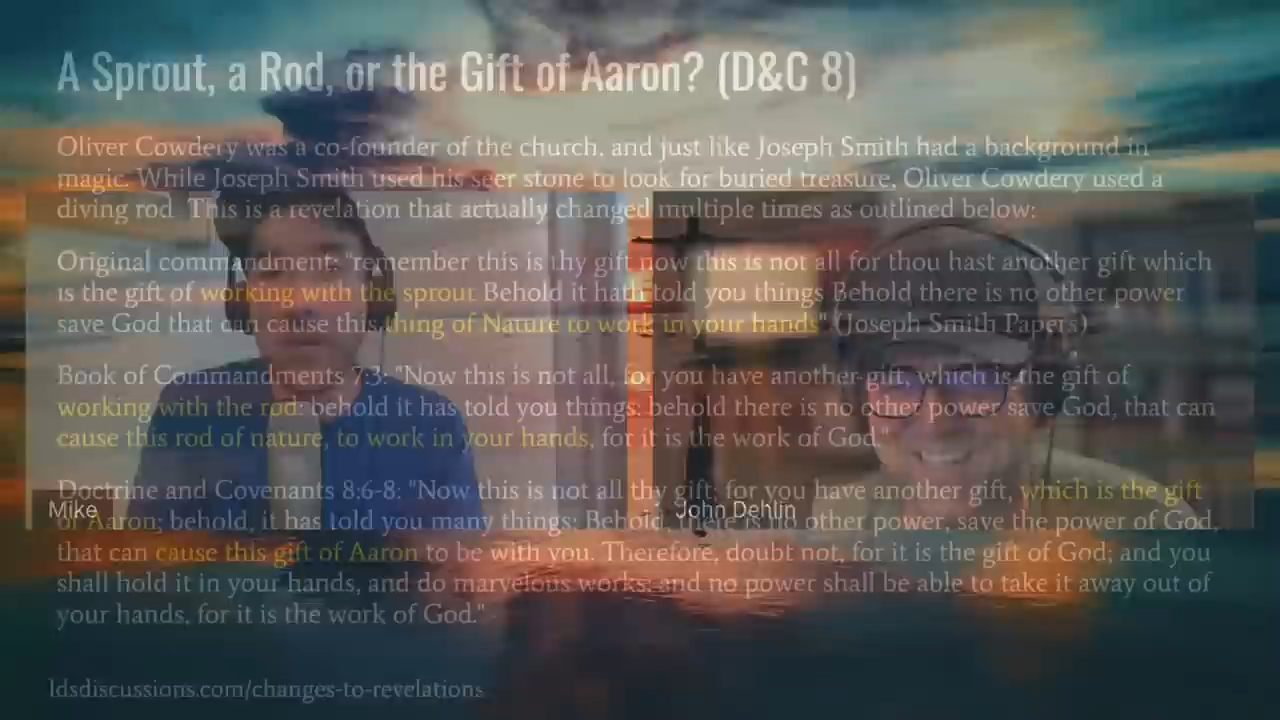 A Sprout, a Rod, or the Gift of Aaron? (D&C 8)
Oliver Cowdery was a co-founder of the church, and just like Joseph Smith had a background in
magic. While Joseph Smith used his seer stone to look for buried treasure, Oliver Cowdery used a
diving rod. This is a revelation that actually changed multiple times as outlined below:
Original commandment: "remember this is thy gift now this is not all for thou hast another gift which
is the gift of working with the sprout Behold it hath told you things Behold there is no other power
save God that can cause this thing of Nature to work in your hands" (Joseph Smith Papers)
Book of Commandments 7:3: "Now this is not all, for you have another gift, which is the gift of
working with the rod: behold it has told you things: behold there is no other power save God, that can
cause this rod of nature, to work in your hands, for it is the work of God."
Doctrine and Covenants 8:6-8: "Now this is not all thy gift for you have another gift, which is the gift
of Aaron; behold, it has told you many things; Behold, there is no other power, save the power of God,
that can cause this gift of Aaron to be with you. Therefore, doubt not, for it is the gift of God; and you
shall hold it in your hands, and do marvelous works; and no power shall be able to take it away out of
your hands, for it is the work of God."
Mike
John Dehlin
ldsdiscussions.com/changes-to-revelations